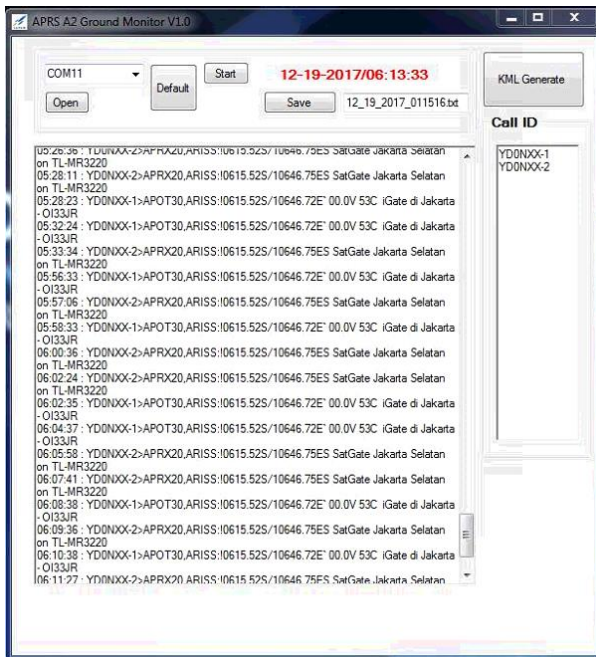 APRS A2 Ground Monitor V1.0
COM11
Default
Start
12-19-2017/06:13:33
KML Generate
Open
Save
12_19_2017_011516.txt
Call ID
YD0NXX-1
YD0NXX-2
05:26:36 : YD0NXX-2>APRX20,ARISS:!0615.52S/10646.75ES SatGate Jakarta Selatan
on TL-MR3220
05:28:11 : YD0NXX-2>APRX20,ARISS:!0615.52S/10646.75ES SatGate Jakarta Selatan
on TL-MR3220
05:28:23 : YD0NXX-1>APOT30,ARISS:!0615.52S/10646.72E` 00.0V 53C  iGate di Jakarta
- OI33JR
05:32:24 : YD0NXX-1>APOT30,ARISS:!0615.52S/10646.72E` 00.0V 53C  iGate di Jakarta
- OI33JR
05:33:34 : YD0NXX-2>APRX20,ARISS:!0615.52S/10646.75ES SatGate Jakarta Selatan
on TL-MR3220
05:56:33 : YD0NXX-1>APOT30,ARISS:!0615.52S/10646.72E` 00.0V 53C  iGate di Jakarta
- OI33JR
05:57:06 : YD0NXX-2>APRX20,ARISS:!0615.52S/10646.75ES SatGate Jakarta Selatan
on TL-MR3220
05:58:33 : YD0NXX-1>APOT30,ARISS:!0615.52S/10646.72E` 00.0V 53C  iGate di Jakarta
- OI33JR
06:00:36 : YD0NXX-2>APRX20,ARISS:!0615.52S/10646.75ES SatGate Jakarta Selatan
on TL-MR3220
06:02:24 : YD0NXX-2>APRX20,ARISS:!0615.52S/10646.75ES SatGate Jakarta Selatan
on TL-MR3220
06:02:35 : YD0NXX-1>APOT30,ARISS:!0615.52S/10646.72E` 00.0V 53C  iGate di Jakarta
- OI33JR
06:04:37 : YD0NXX-1>APOT30,ARISS:!0615.52S/10646.72E` 00.0V 53C  iGate di Jakarta
- OI33JR
06:05:58 : YD0NXX-2>APRX20,ARISS:!0615.52S/10646.75ES SatGate Jakarta Selatan
on TL-MR3220
06:07:41 : YD0NXX-2>APRX20,ARISS:!0615.52S/10646.75ES SatGate Jakarta Selatan
on TL-MR3220
06:08:38 : YD0NXX-1>APOT30,ARISS:!0615.52S/10646.72E` 00.0V 53C  iGate di Jakarta
- OI33JR
06:09:36 : YD0NXX-2>APRX20,ARISS:!0615.52S/10646.75ES SatGate Jakarta Selatan
on TL-MR3220
06:10:38 : YD0NXX-1>APOT30,ARISS:!0615.52S/10646.72E` 00.0V 53C  iGate di Jakarta
- OI33JR
06:11:27 : YD0NXX-2>APRX20,ARISS:!0615.52S/10646.75ES SatGate Jakarta Selatan